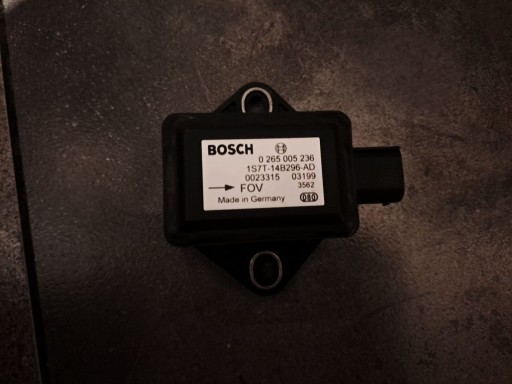 BOSCH
0 265 005 236
1S7T-14B296-AD
0023315 03199
FOV 3562
Made in Germany